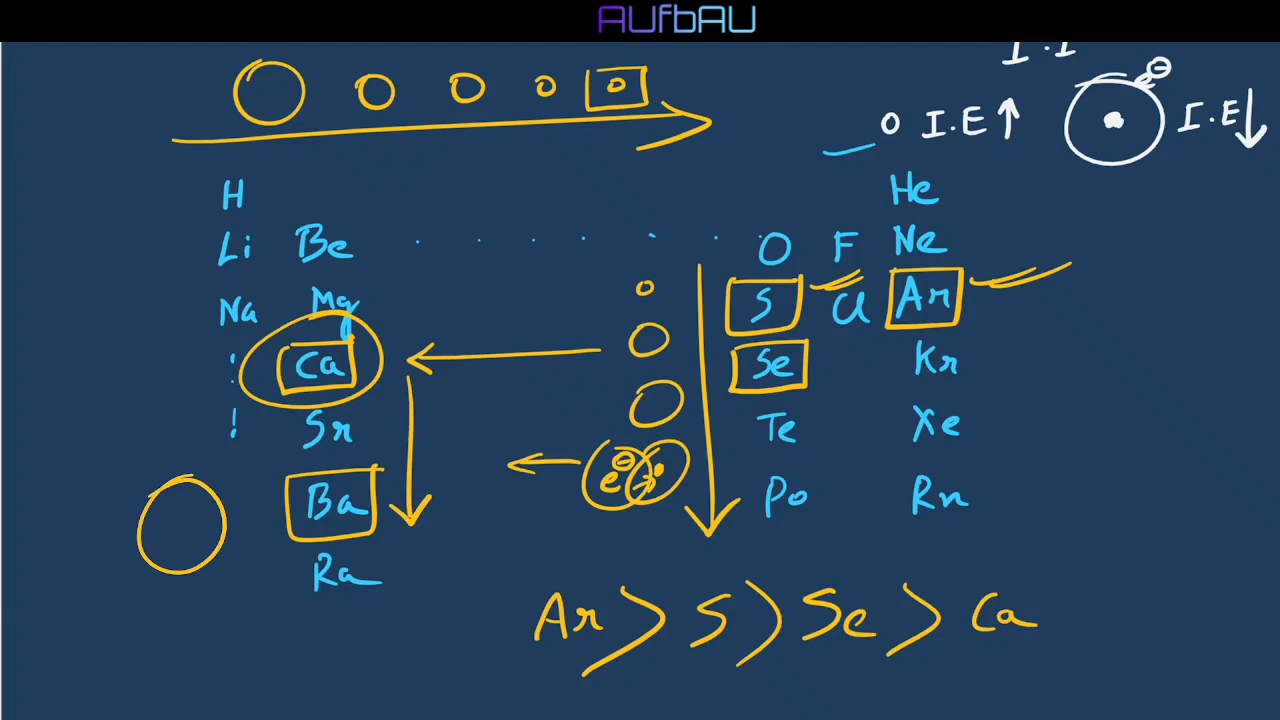 AUFBAU
I.I
I.E↑ I.E↓
H He
Li Be O F Ne
Na Mg S Cl Ar
Ca Se Kr
Sr Te Xe
Ba e⊖ Po Rn
Ra
Ar > S > Se > Ca